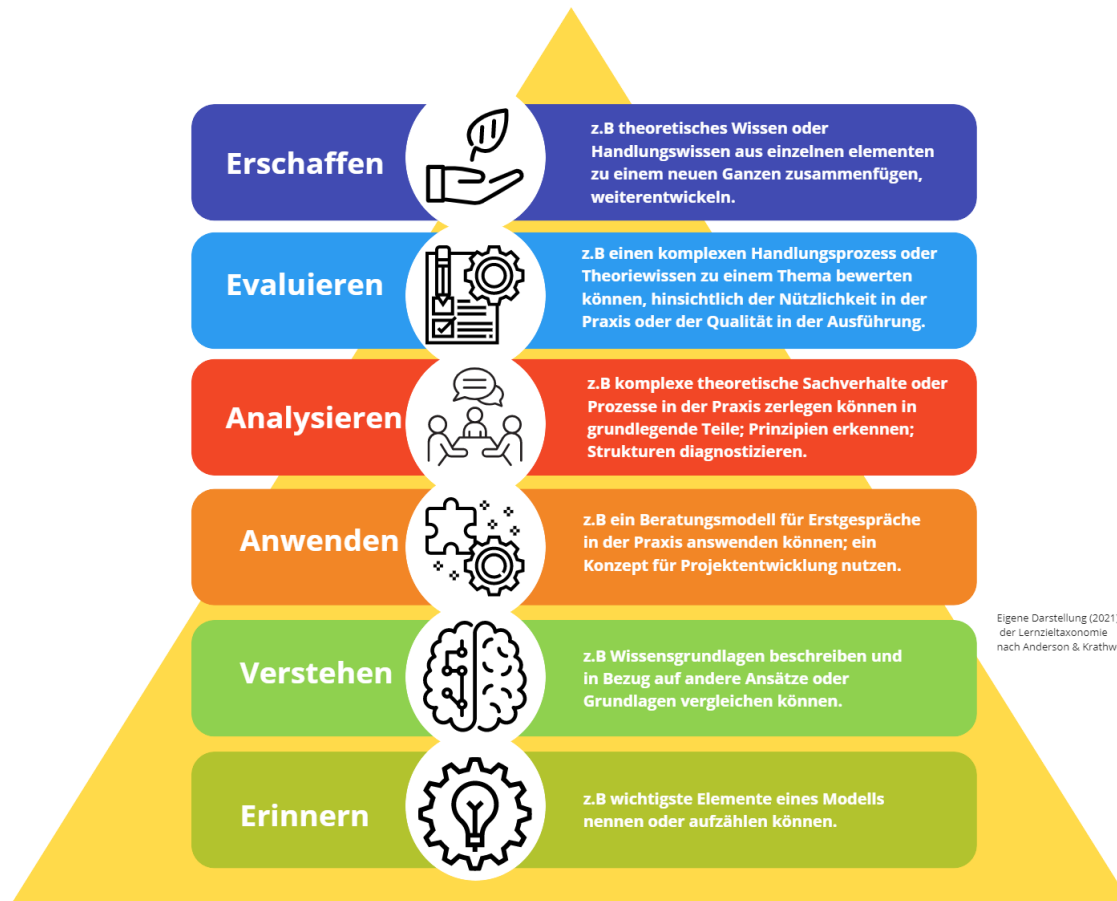 Erschaffen
z.B theoretisches Wissen oder
Handlungswissen aus einzelnen elementen
zu einem neuen Ganzen zusammenfügen,
weiterentwickeln.
Evaluieren
z.B einen komplexen Handlungsprozess oder
Theoriewissen zu einem Thema bewerten
können, hinsichtlich der Nützlichkeit in der
Praxis oder der Qualität in der Ausführung.
Analysieren
z.B komplexe theoretische Sachverhalte oder
Prozesse in der Praxis zerlegen können in
grundlegende Teile; Prinzipien erkennen;
Strukturen diagnostizieren.
Anwenden
z.B ein Beratungsmodell für Erstgespräche
in der Praxis answenden können; ein
Konzept für Projektentwicklung nutzen.
Eigene Darstellung (2021)
der Lernzieltaxonomie
nach Anderson & Krathw
Verstehen
z.B Wissensgrundlagen beschreiben und
in Bezug auf andere Ansätze oder
Grundlagen vergleichen können.
Erinnern
z.B wichtigste Elemente eines Modells
nennen oder aufzählen können.